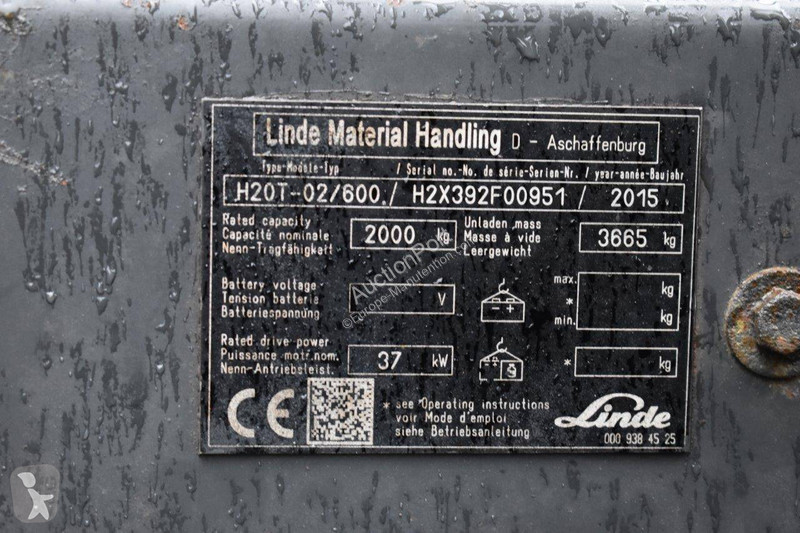 Linde Material Handling D - Aschaffenburg
Type-Modèle-Typ / Serial no.-No. de série-Serien-Nr. / year-année-Baujahr
H20T-02/600 / H2X392F00951 / 2015
Rated capacity
Capacité nominale
Nenn-Tragfähigkeit
2000 kg
Unladen mass
Masse à vide
Leergewicht
3665 kg
Battery voltage
Tension batterie
Batteriespannung
V
- +
max. kg
*
min. kg
Rated drive power
Puissance motr.nom.
Nenn-Antriebsleist.
37 kW
- +
* kg
CE
* see Operating instructions
voir Mode d'emploi
siehe Betriebsanleitung
Linde
000 938 45 25
©Europe-Manutention